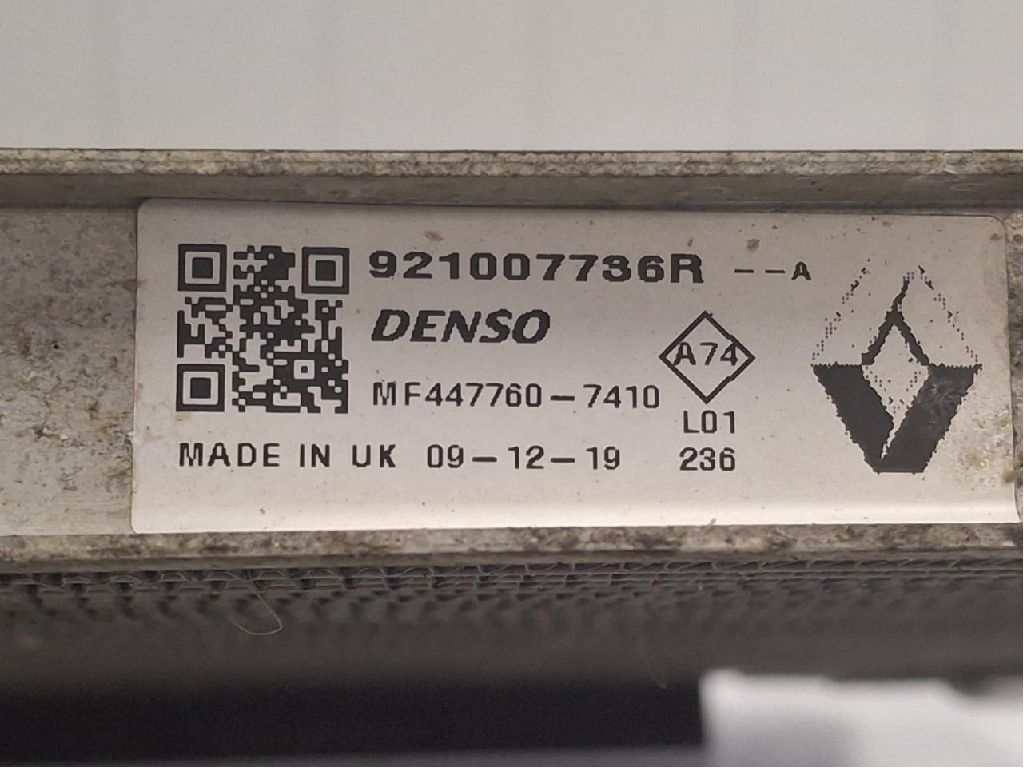 921007736R --A
DENSO
A74
MF447760-7410
L01
MADE IN UK 09-12-19 236